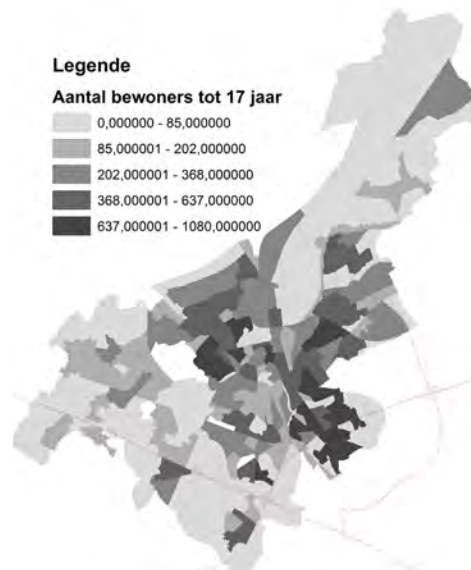 Legende
Aantal bewoners tot 17 jaar
0,000000 - 85,000000
85,000001 - 202,000000
202,000001 - 368,000000
368,000001 - 637,000000
637,000001 - 1080,000000